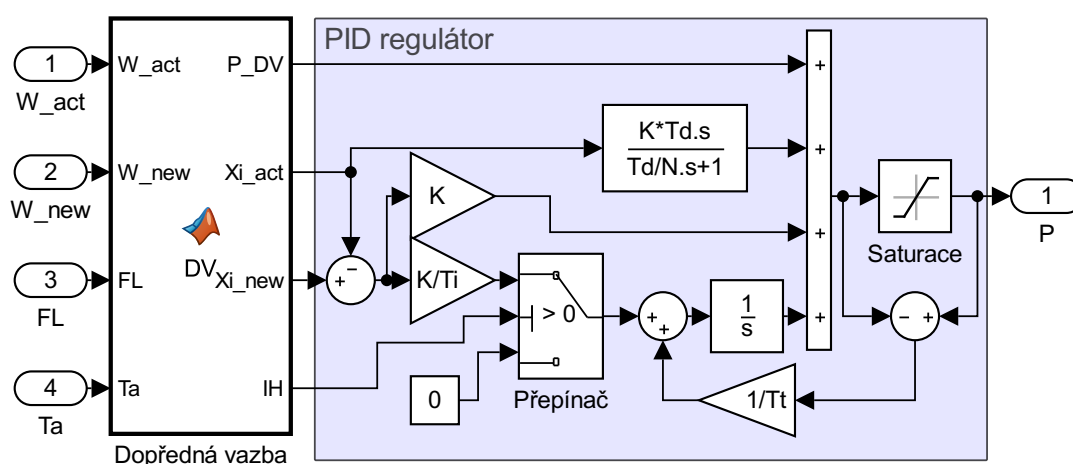 PID regulátor
1
W_act
W_act
P_DV
+
2
W_new
W_new
Xi_act
K*Td.s
Td/N.s+1
+
K
DV
+
Saturace
1
P
3
FL
FL
Xi_new
+
−
K/Ti
> 0
+
+
1
s
+
−
+
4
Ta
Ta
IH
0
Přepínač
1/Tt
Dopředná vazba